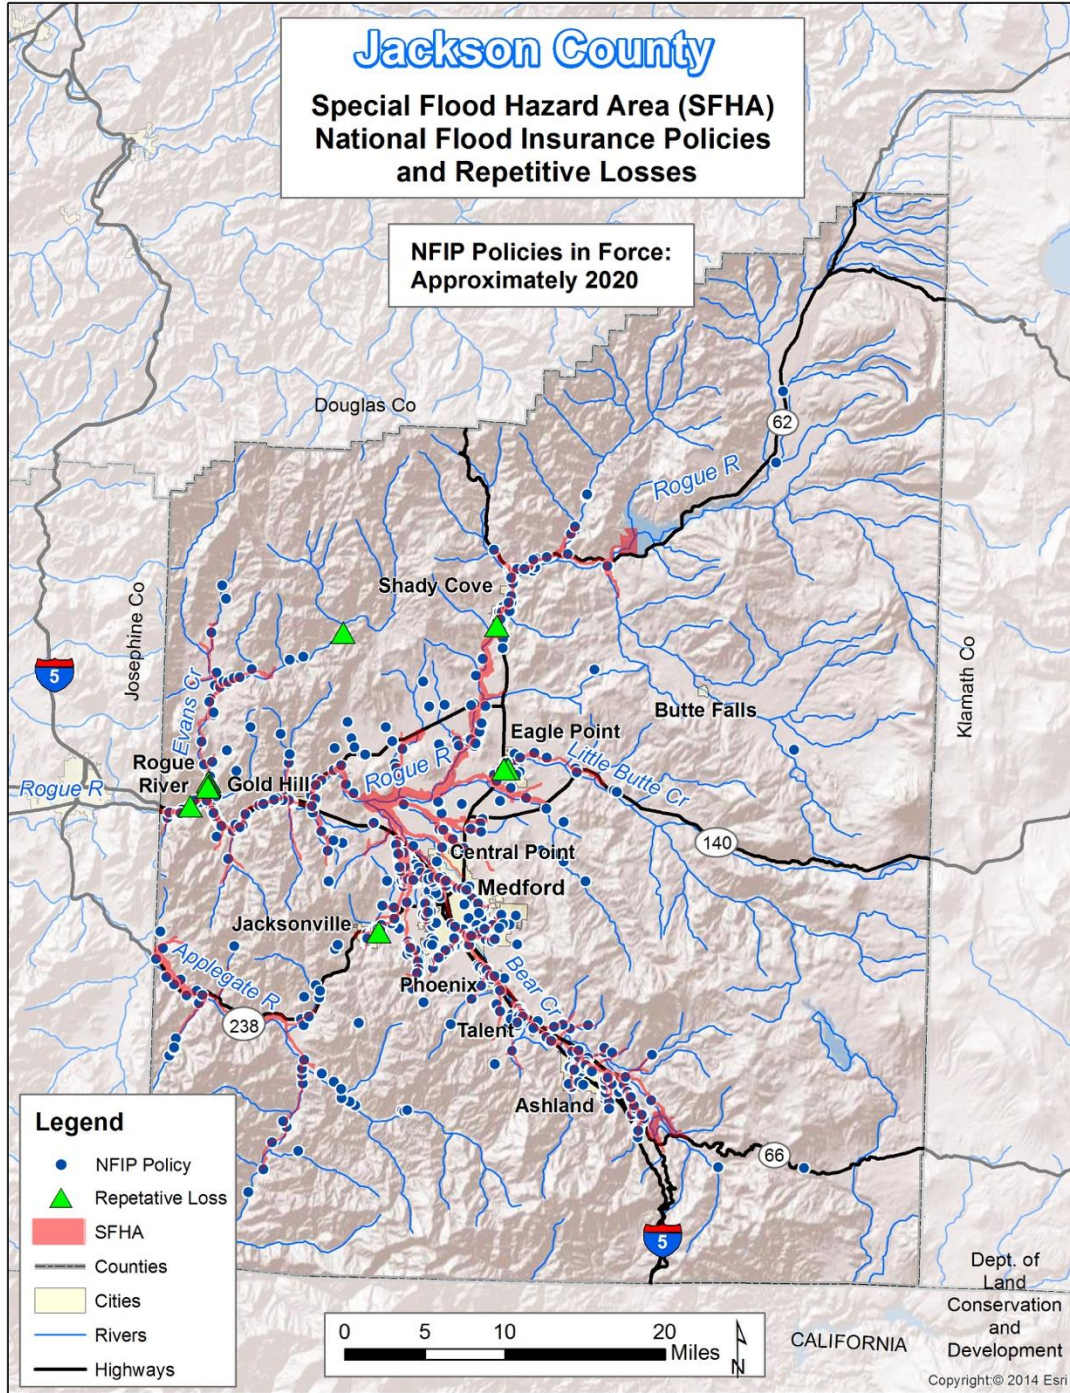 Jackson County
Special Flood Hazard Area (SFHA)
National Flood Insurance Policies
and Repetitive Losses
NFIP Policies in Force:
Approximately 2020
Douglas Co
62
Rogue R
Shady Cove
Josephine Co
5
Klamath Co
Evans Cr
Butte Falls
Eagle Point
Rogue
River
Rogue R
Gold Hill
Rogue R
Little Butte Cr
140
Central Point
Medford
Jacksonville
Applegate R
Phoenix
Bear Cr
238
Talent
Ashland
66
5
Legend
NFIP Policy
Repetative Loss
SFHA
Counties
Cities
Rivers
Highways
0 5 10 20
Miles
N
CALIFORNIA
Dept. of
Land
Conservation
and
Development
Copyright:© 2014 Esri